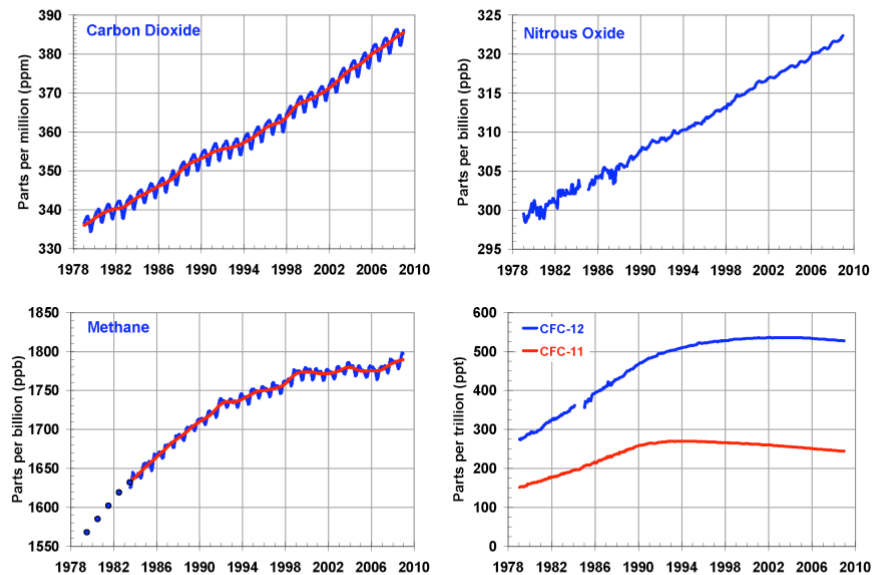 Carbon Dioxide
Parts per million (ppm)
390
380
370
360
350
340
330
1978 1982 1986 1990 1994 1998 2002 2006 2010
Nitrous Oxide
Parts per billion (ppb)
325
320
315
310
305
300
295
1978 1982 1986 1990 1994 1998 2002 2006 2010
Methane
Parts per billion (ppb)
1850
1800
1750
1700
1650
1600
1550
1978 1982 1986 1990 1994 1998 2002 2006 2010
CFC-12
CFC-11
Parts per trillion (ppt)
600
500
400
300
200
100
0
1978 1982 1986 1990 1994 1998 2002 2006 2010